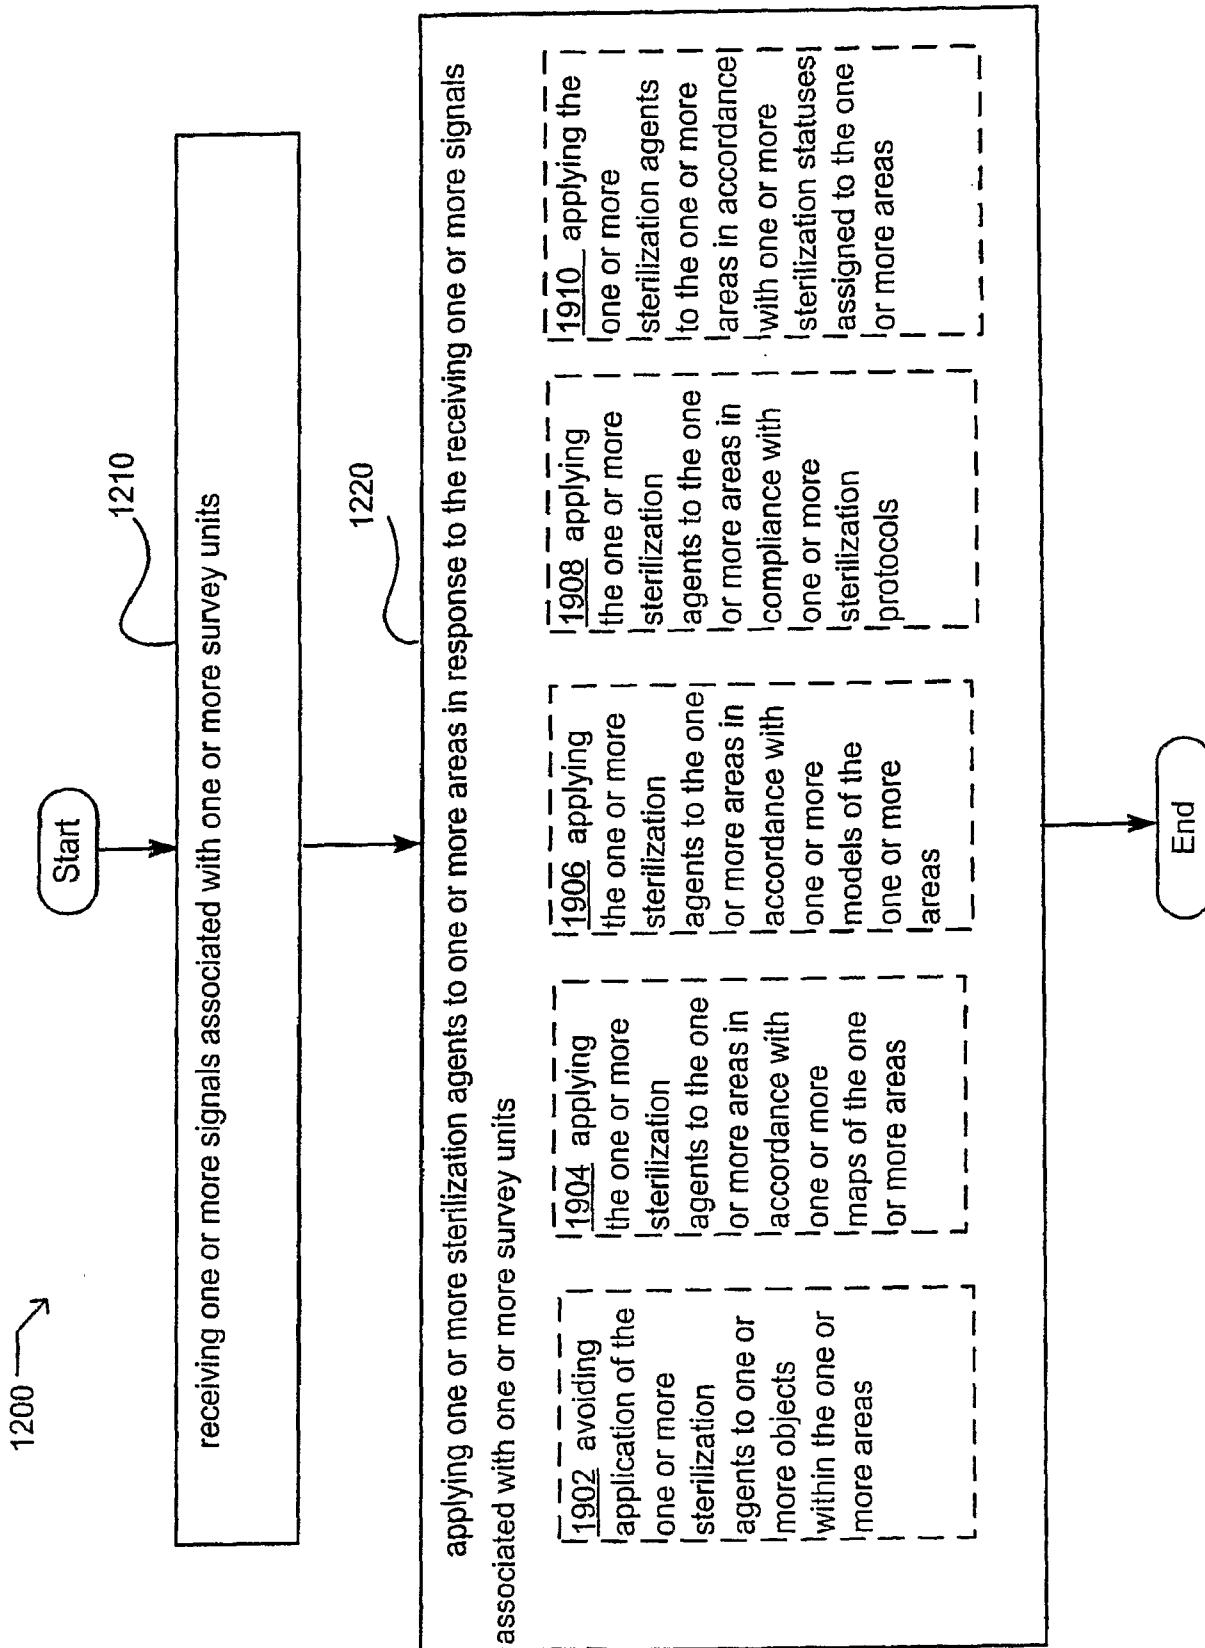 1200
Start
1210
receiving one or more signals associated with one or more survey units
1220
applying one or more sterilization agents to one or more areas in response to the receiving one or more signals
associated with one or more survey units
1902 avoiding
application of the
one or more
sterilization
agents to one or
more objects
within the one or
more areas
1904 applying
the one or more
sterilization
agents to the one
or more areas in
accordance with
one or more
maps of the one
or more areas
1906 applying
the one or more
sterilization
agents to the one
or more areas in
accordance with
one or more
models of the
one or more
areas
1908 applying
the one or more
sterilization
agents to the one
or more areas in
compliance with
one or more
sterilization
protocols
1910 applying the
one or more
sterilization agents
to the one or more
areas in accordance
with one or more
sterilization statuses
assigned to the one
or more areas
End